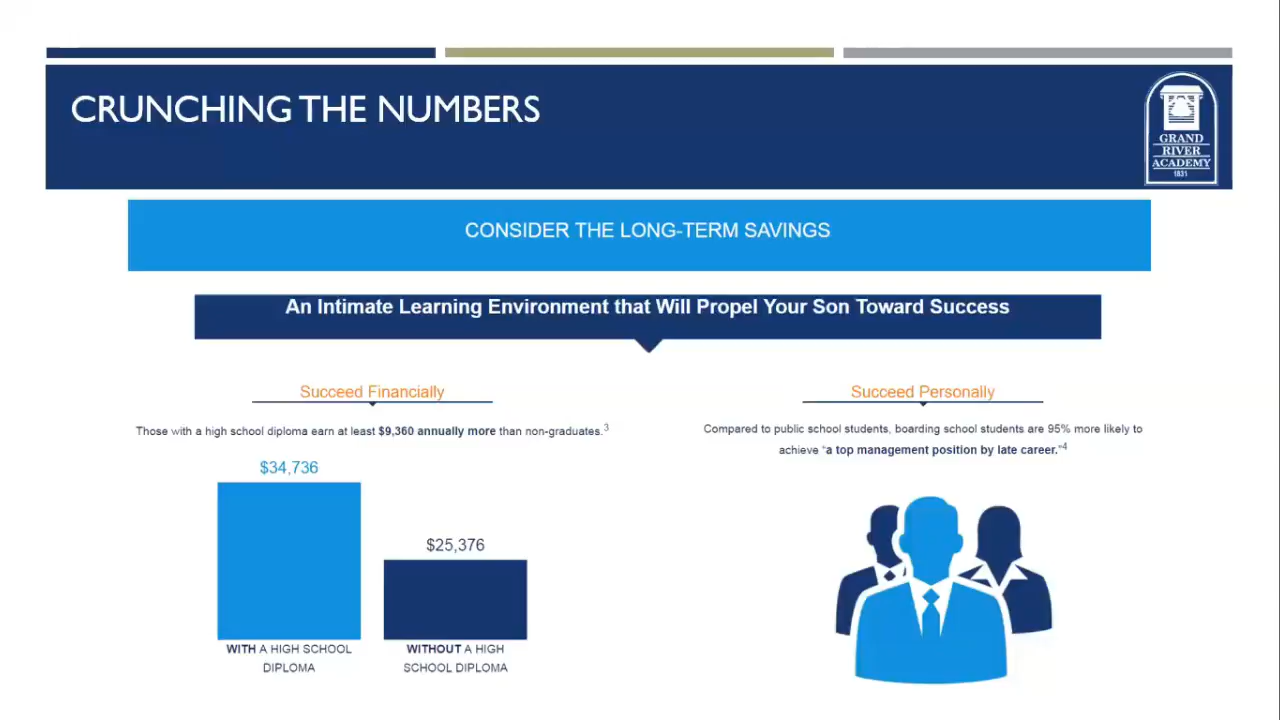 CRUNCHING THE NUMBERS
GRAND
RIVER
ACADEMY
1831
CONSIDER THE LONG-TERM SAVINGS
An Intimate Learning Environment that Will Propel Your Son Toward Success
Succeed Financially
Those with a high school diploma earn at least $9,360 annually more than non-graduates.3
$34,736
$25,376
WITH A HIGH SCHOOL
DIPLOMA
WITHOUT A HIGH
SCHOOL DIPLOMA
Succeed Personally
Compared to public school students, boarding school students are 95% more likely to
achieve "a top management position by late career."4